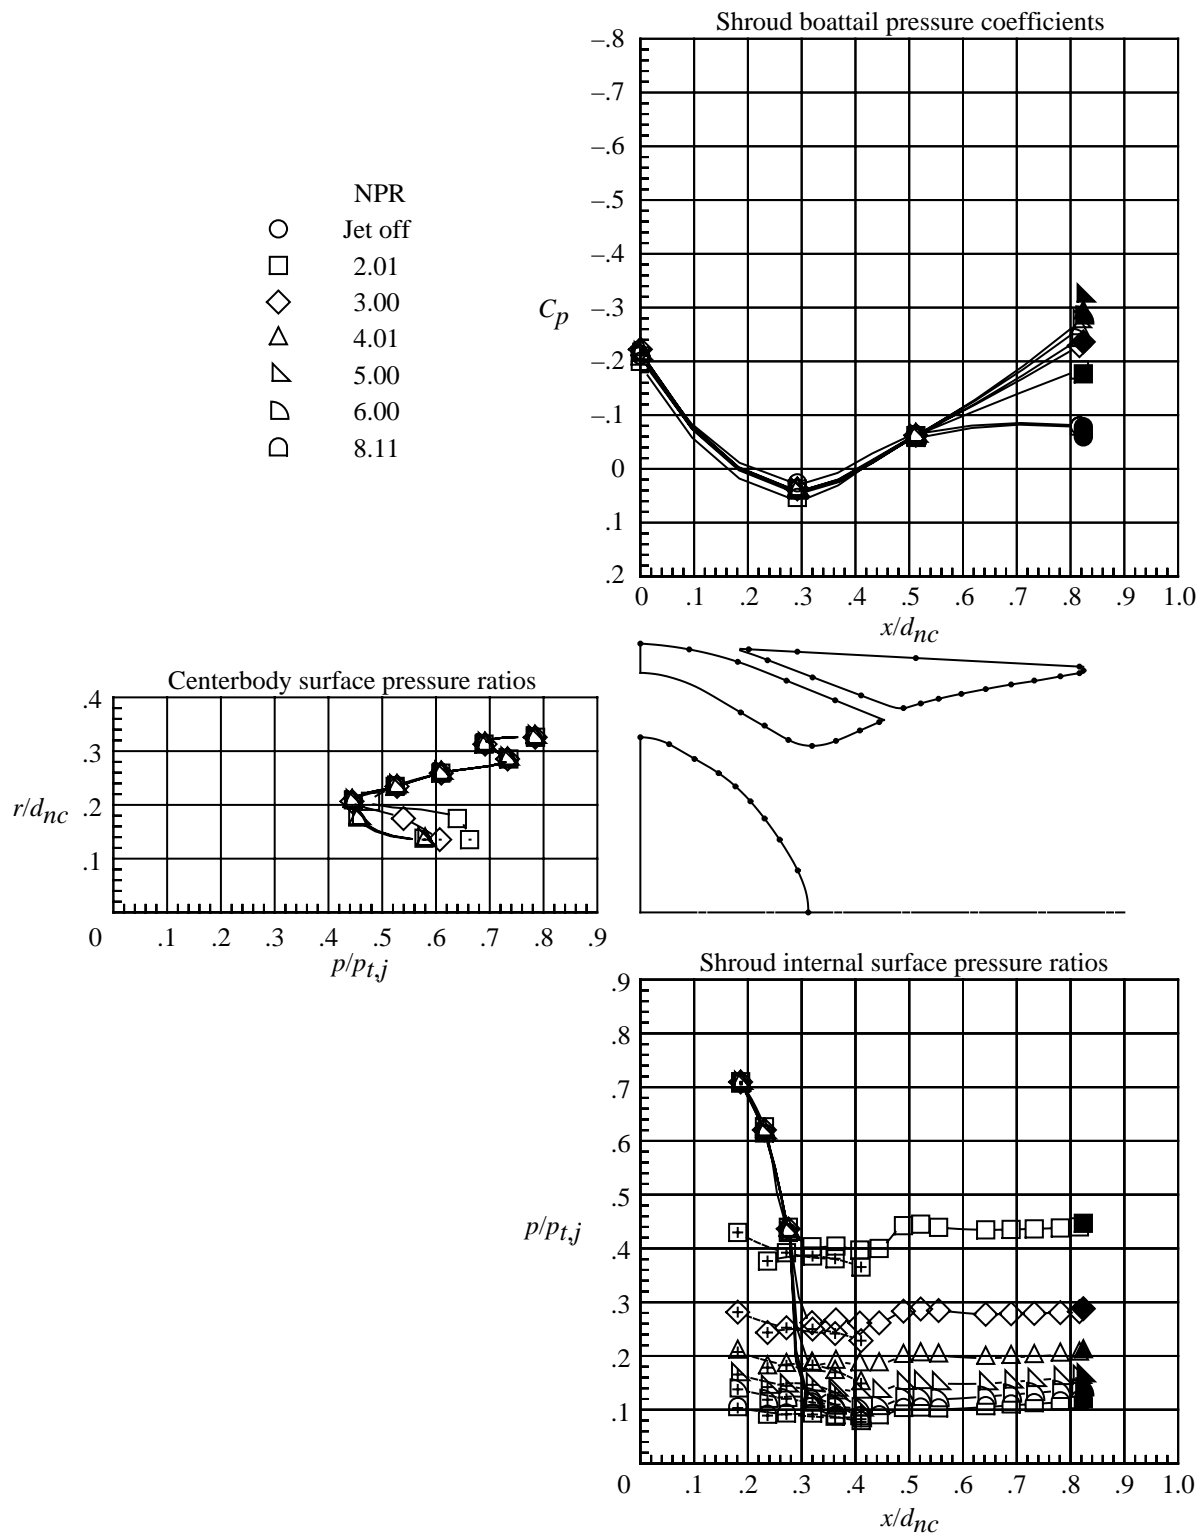 Shroud boattail pressure coefficients
–.8
–.7
–.6
–.5
–.4
–.3
–.2
–.1
0
.1
.2
C_p
0 .1 .2 .3 .4 .5 .6 .7 .8 .9 1.0
x/d_nc
NPR
Jet off
2.01
3.00
4.01
5.00
6.00
8.11
Centerbody surface pressure ratios
.4
.3
.2
.1
r/d_nc
0 .1 .2 .3 .4 .5 .6 .7 .8 .9
p/p_t,j
Shroud internal surface pressure ratios
.9
.8
.7
.6
.5
.4
.3
.2
.1
p/p_t,j
0 .1 .2 .3 .4 .5 .6 .7 .8 .9 1.0
x/d_nc